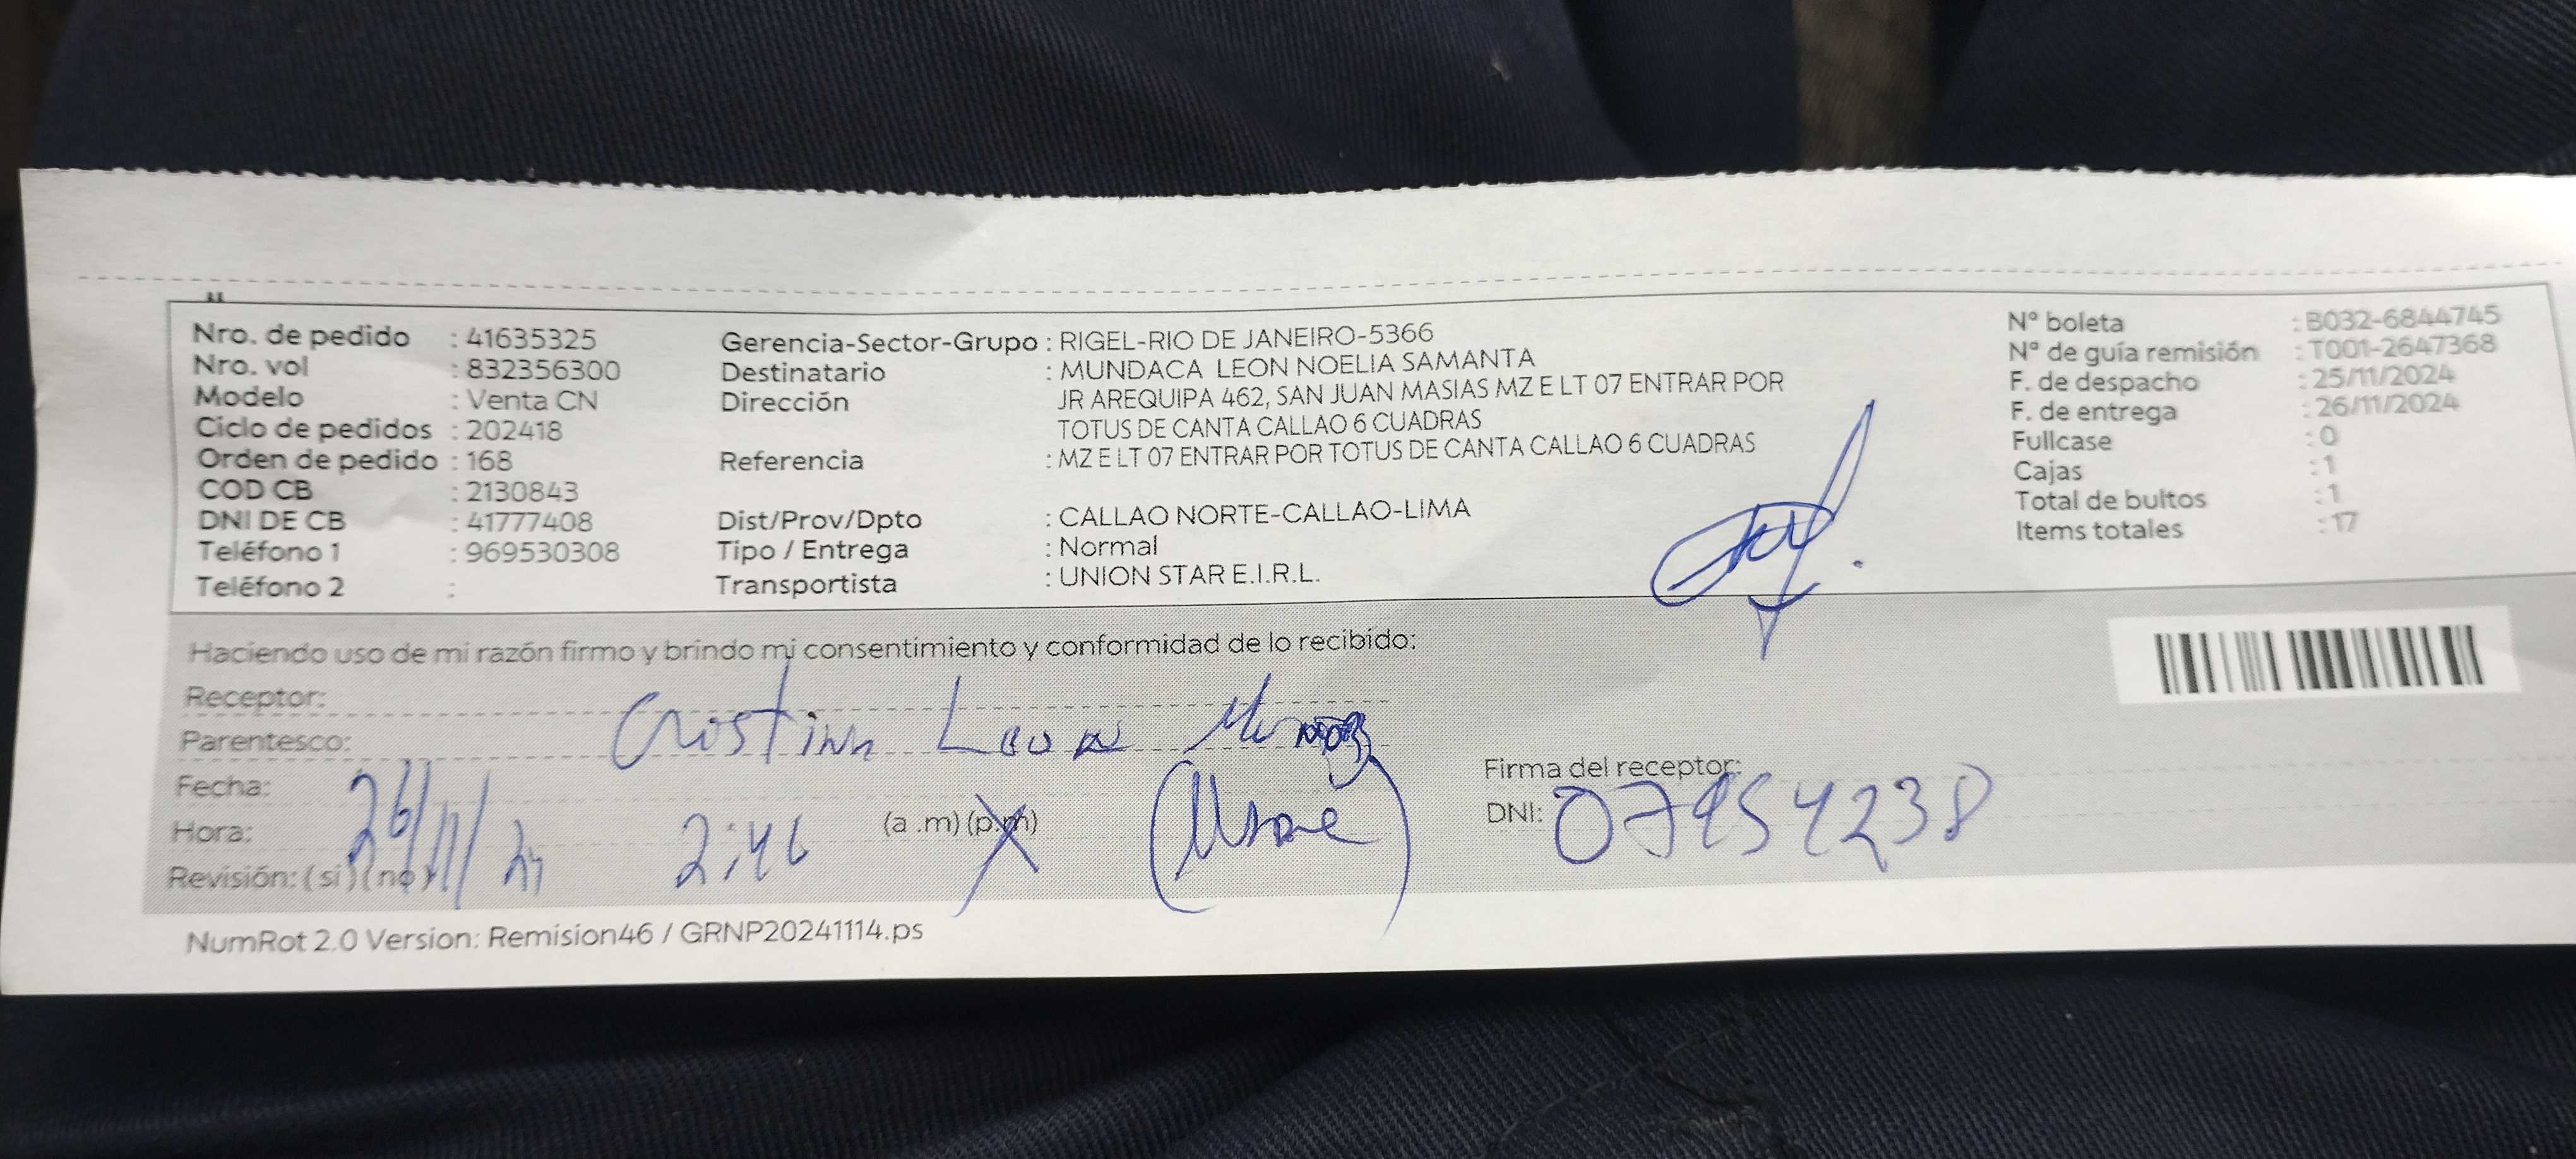 Nro. de pedido : 41635325
Nro. vol : 832356300
Modelo : Venta CN
Ciclo de pedidos : 202418
Orden de pedido : 168
COD CB : 2130843
DNI DE CB : 41777408
Teléfono 1 : 969530308
Teléfono 2 :
Gerencia-Sector-Grupo : RIGEL-RIO DE JANEIRO-5366
Destinatario : MUNDACA LEON NOELIA SAMANTA
Dirección JR AREQUIPA 462, SAN JUAN MASIAS MZ E LT 07 ENTRAR POR
TOTUS DE CANTA CALLAO 6 CUADRAS
Referencia : MZ E LT 07 ENTRAR POR TOTUS DE CANTA CALLAO 6 CUADRAS
Dist/Prov/Dpto : CALLAO NORTE-CALLAO-LIMA
Tipo / Entrega : Normal
Transportista : UNION STAR E.I.R.L.
N° boleta : B032-6844745
N° de guía remisión : T001-2647368
F. de despacho : 25/11/2024
F. de entrega : 26/11/2024
Fullcase : 0
Cajas : 1
Total de bultos : 1
Items totales : 17
Haciendo uso de mi razón firmo y brindo mi consentimiento y conformidad de lo recibido:
Receptor:
Cristina Leon
Parentesco:
Fecha: 26/11/24
Hora: 2:46 (a .m) (p.m)
Revisión: (si) (no)
Firma del receptor:
DNI: 07954238
NumRot 2.0 Version: Remision46 / GRNP20241114.ps